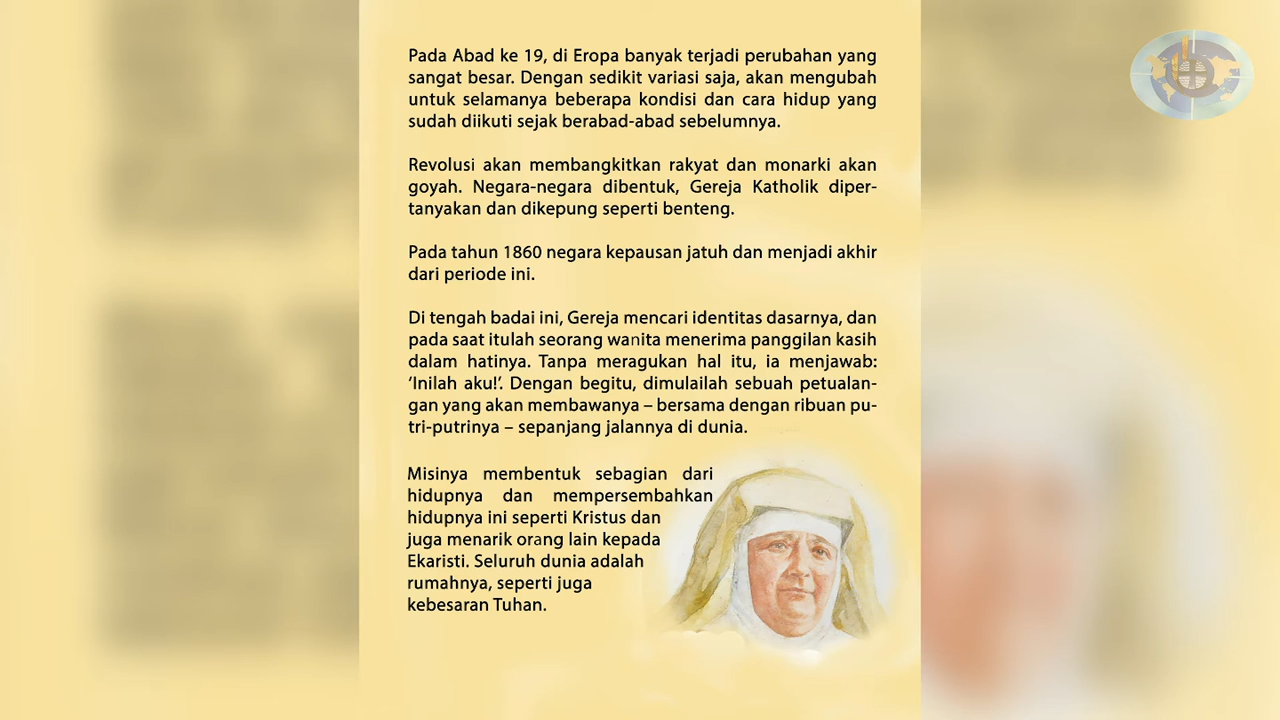 Pada Abad ke 19, di Eropa banyak terjadi perubahan yang
sangat besar. Dengan sedikit variasi saja, akan mengubah
untuk selamanya beberapa kondisi dan cara hidup yang
sudah diikuti sejak berabad-abad sebelumnya.
Revolusi akan membangkitkan rakyat dan monarki akan
goyah. Negara-negara dibentuk, Gereja Katholik diper-
tanyakan dan dikepung seperti benteng.
Pada tahun 1860 negara kepausan jatuh dan menjadi akhir
dari periode ini.
Di tengah badai ini, Gereja mencari identitas dasarnya, dan
pada saat itulah seorang wanita menerima panggilan kasih
dalam hatinya. Tanpa meragukan hal itu, ia menjawab:
‘Inilah aku!’. Dengan begitu, dimulailah sebuah petualan-
gan yang akan membawanya – bersama dengan ribuan pu-
tri-putrinya – sepanjang jalannya di dunia.
Misinya membentuk sebagian dari
hidupnya dan mempersembahkan
hidupnya ini seperti Kristus dan
juga menarik orang lain kepada
Ekaristi. Seluruh dunia adalah
rumahnya, seperti juga
kebesaran Tuhan.